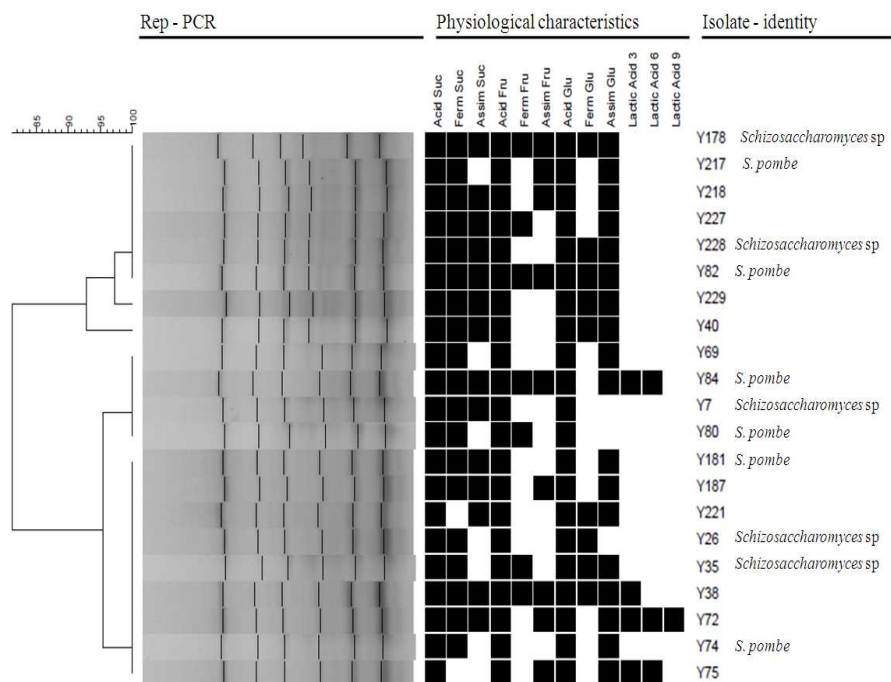 Rep - PCR
Physiological characteristics
Isolate - identity
85
90
95
100
Acid Suc
Ferm Suc
Assim Suc
Acid Fru
Ferm Fru
Assim Fru
Acid Glu
Ferm Glu
Assim Glu
Lactic Acid 3
Lactic Acid 6
Lactic Acid 9
Y178 Schizosaccharomyces sp
Y217 S. pombe
Y218
Y227
Y228 Schizosaccharomyces sp
Y82 S. pombe
Y229
Y40
Y69
Y84 S. pombe
Y7 Schizosaccharomyces sp
Y80 S. pombe
Y181 S. pombe
Y187
Y221
Y26 Schizosaccharomyces sp
Y35 Schizosaccharomyces sp
Y38
Y72
Y74 S. pombe
Y75